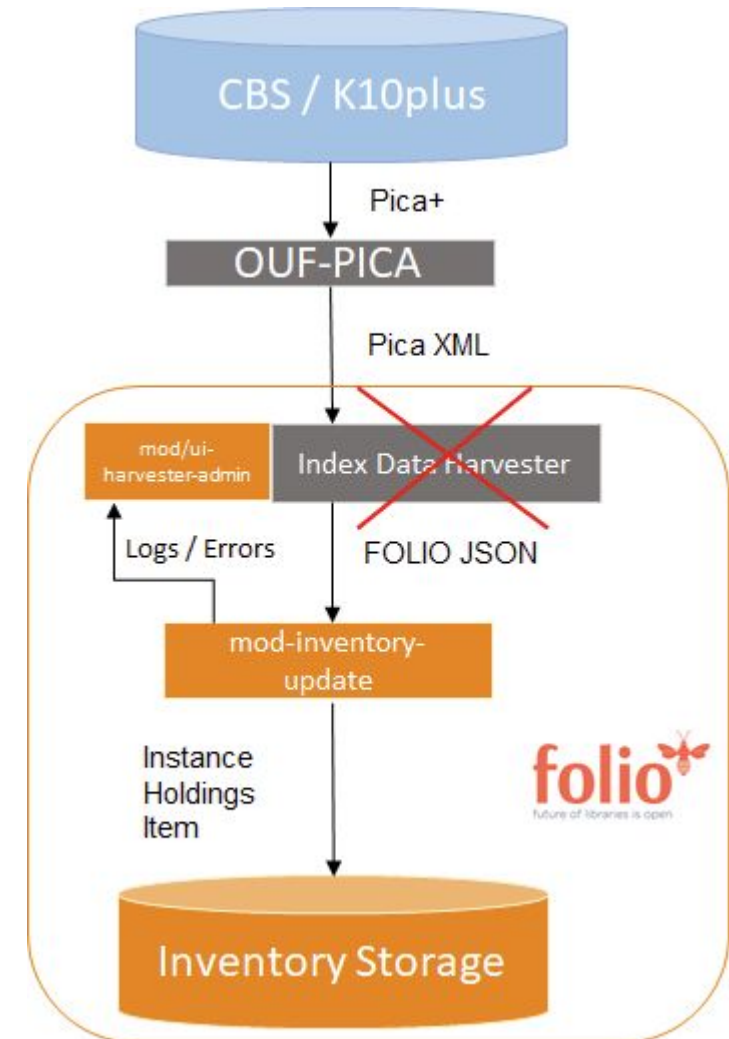 CBS / K10plus
Pica+
OUF-PICA
Pica XML
mod/ui-
harvester-admin
Index Data Harvester
Logs / Errors
FOLIO JSON
mod-inventory-
update
Instance
Holdings
Item
folio
future of libraries is open
Inventory Storage